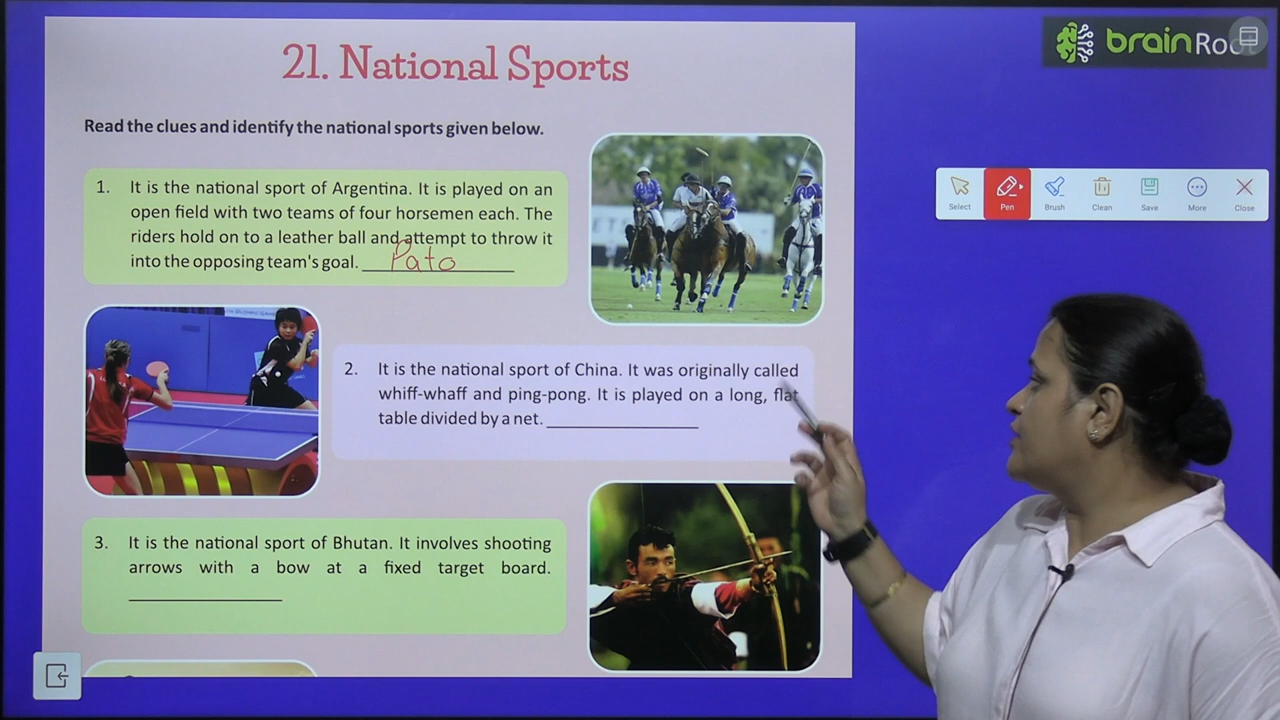 21. National Sports
brainRoot
Read the clues and identify the national sports given below.
1. It is the national sport of Argentina. It is played on an
open field with two teams of four horsemen each. The
riders hold on to a leather ball and attempt to throw it
into the opposing team's goal. Pato
Select
Pen
Brush
Clean
Save
More
Close
2. It is the national sport of China. It was originally called
whiff-whaff and ping-pong. It is played on a long, flat
table divided by a net.
3. It is the national sport of Bhutan. It involves shooting
arrows with a bow at a fixed target board.